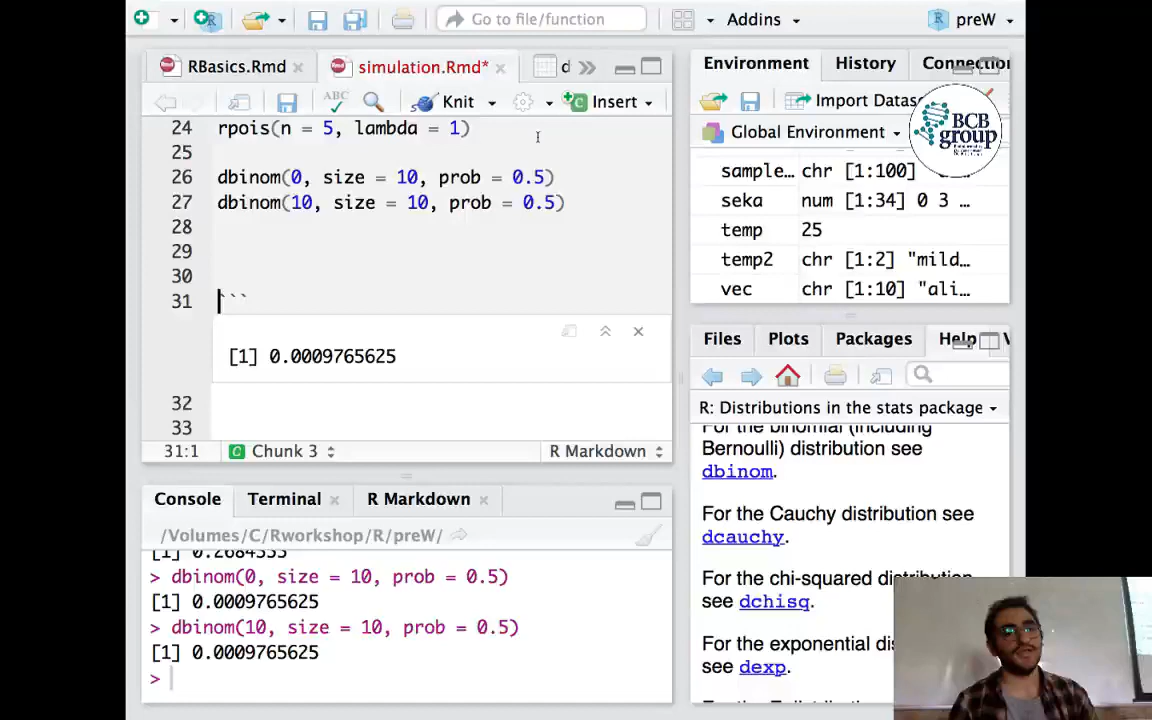 Go to file/function
Addins
preW
RBasics.Rmd
simulation.Rmd*
d
ABC
Knit
Insert
24 rpois(n = 5, lambda = 1)
25
26 dbinom(0, size = 10, prob = 0.5)
27 dbinom(10, size = 10, prob = 0.5)
28
29
30
31 ```
[1] 0.0009765625
32
33
31:1 Chunk 3 R Markdown
Console Terminal R Markdown
/Volumes/C/Rworkshop/R/preW/
> dbinom(0, size = 10, prob = 0.5)
[1] 0.0009765625
> dbinom(10, size = 10, prob = 0.5)
[1] 0.0009765625
>
Environment History
Import
Global Environment
BCB
group
sample… chr [1:100]
seka num [1:34] 0 3 …
temp 25
temp2 chr [1:2] "mild…
vec chr [1:10] "ali…
Files Plots Packages Help
R: Distributions in the stats package
For the binomial (including
Bernoulli) distribution see
dbinom.
For the Cauchy distribution see
dcauchy.
For the chi-squared distribution,
see dchisq.
For the exponential
see dexp.